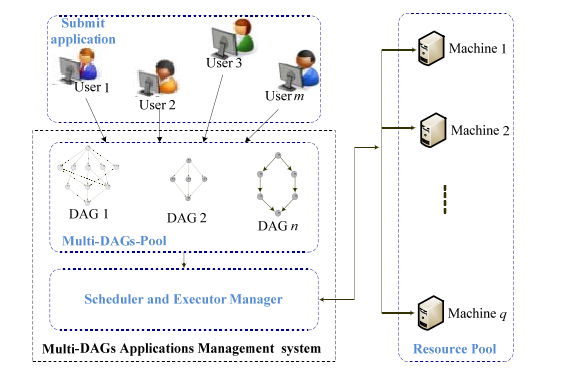 Submit
application
User 1
User 2
User 3
User m
DAG 1
DAG 2
DAG n
Multi-DAGs-Pool
Scheduler and Executor Manager
Multi-DAGs Applications Management system
Machine 1
Machine 2
Machine q
Resource Pool